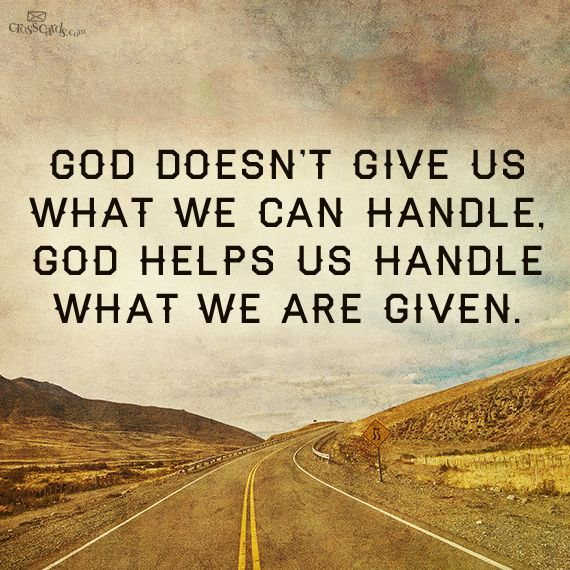 crosscards.com
GOD DOESN'T GIVE US
WHAT WE CAN HANDLE,
GOD HELPS US HANDLE
WHAT WE ARE GIVEN.